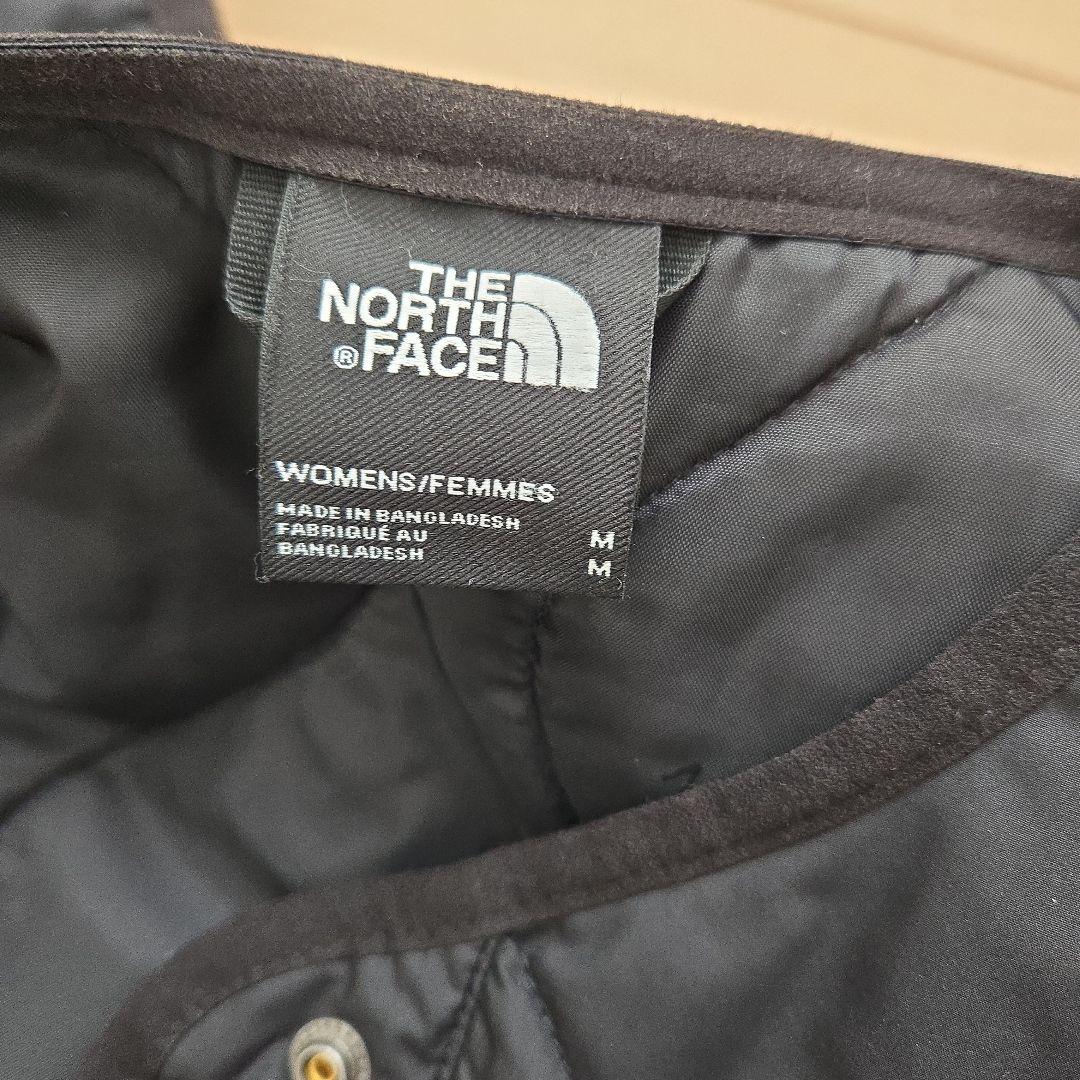 THE
NORTH
® FACE
WOMENS/FEMMES
MADE IN BANGLADESH
FABRIQUÉ AU
BANGLADESH
M
M